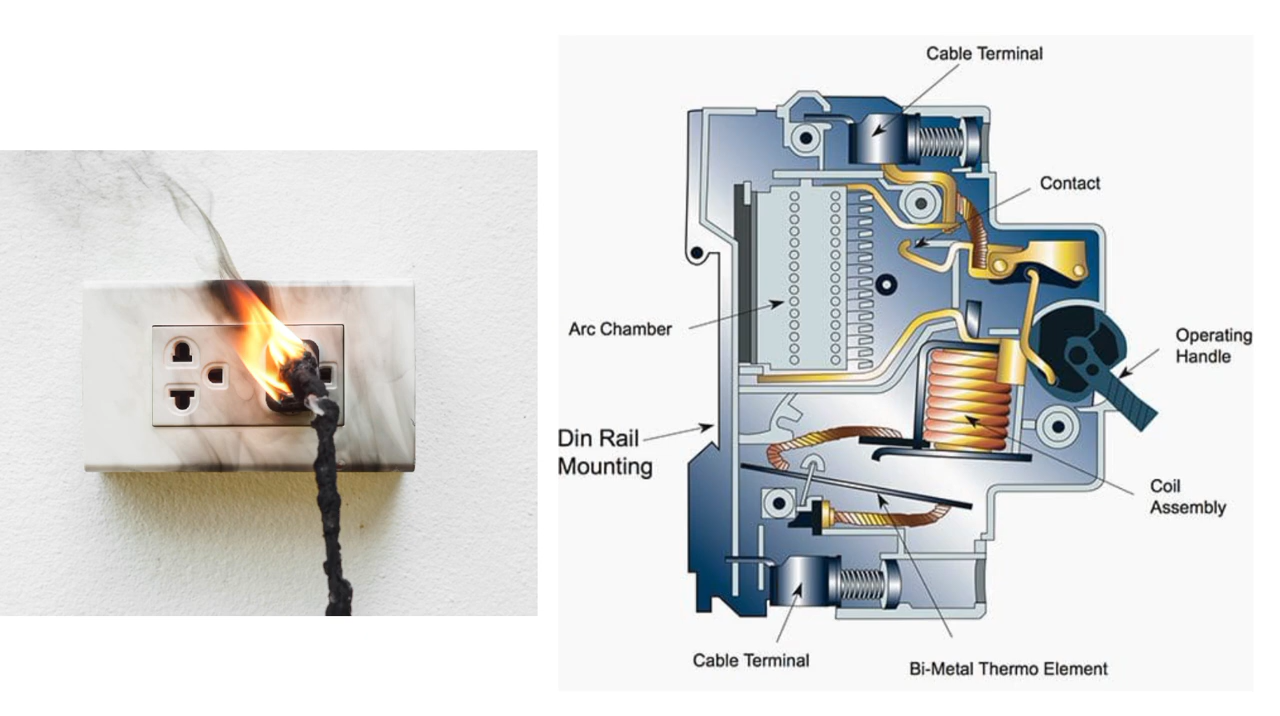 Cable Terminal
Contact
Arc Chamber
Operating
Handle
Din Rail
Mounting
Coil
Assembly
Cable Terminal
Bi-Metal Thermo Element